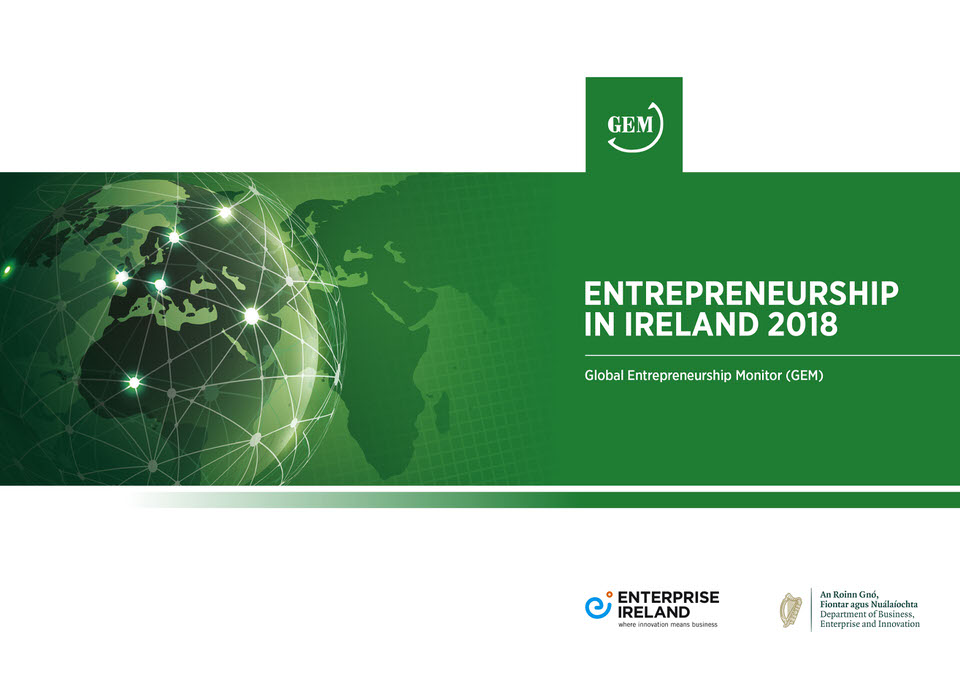 GEM
ENTREPRENEURSHIP
IN IRELAND 2018
Global Entrepreneurship Monitor (GEM)
ENTERPRISE
IRELAND
where innovation means business
An Roinn Gnó,
Fiontar agus Nuálaíochta
Department of Business,
Enterprise and Innovation